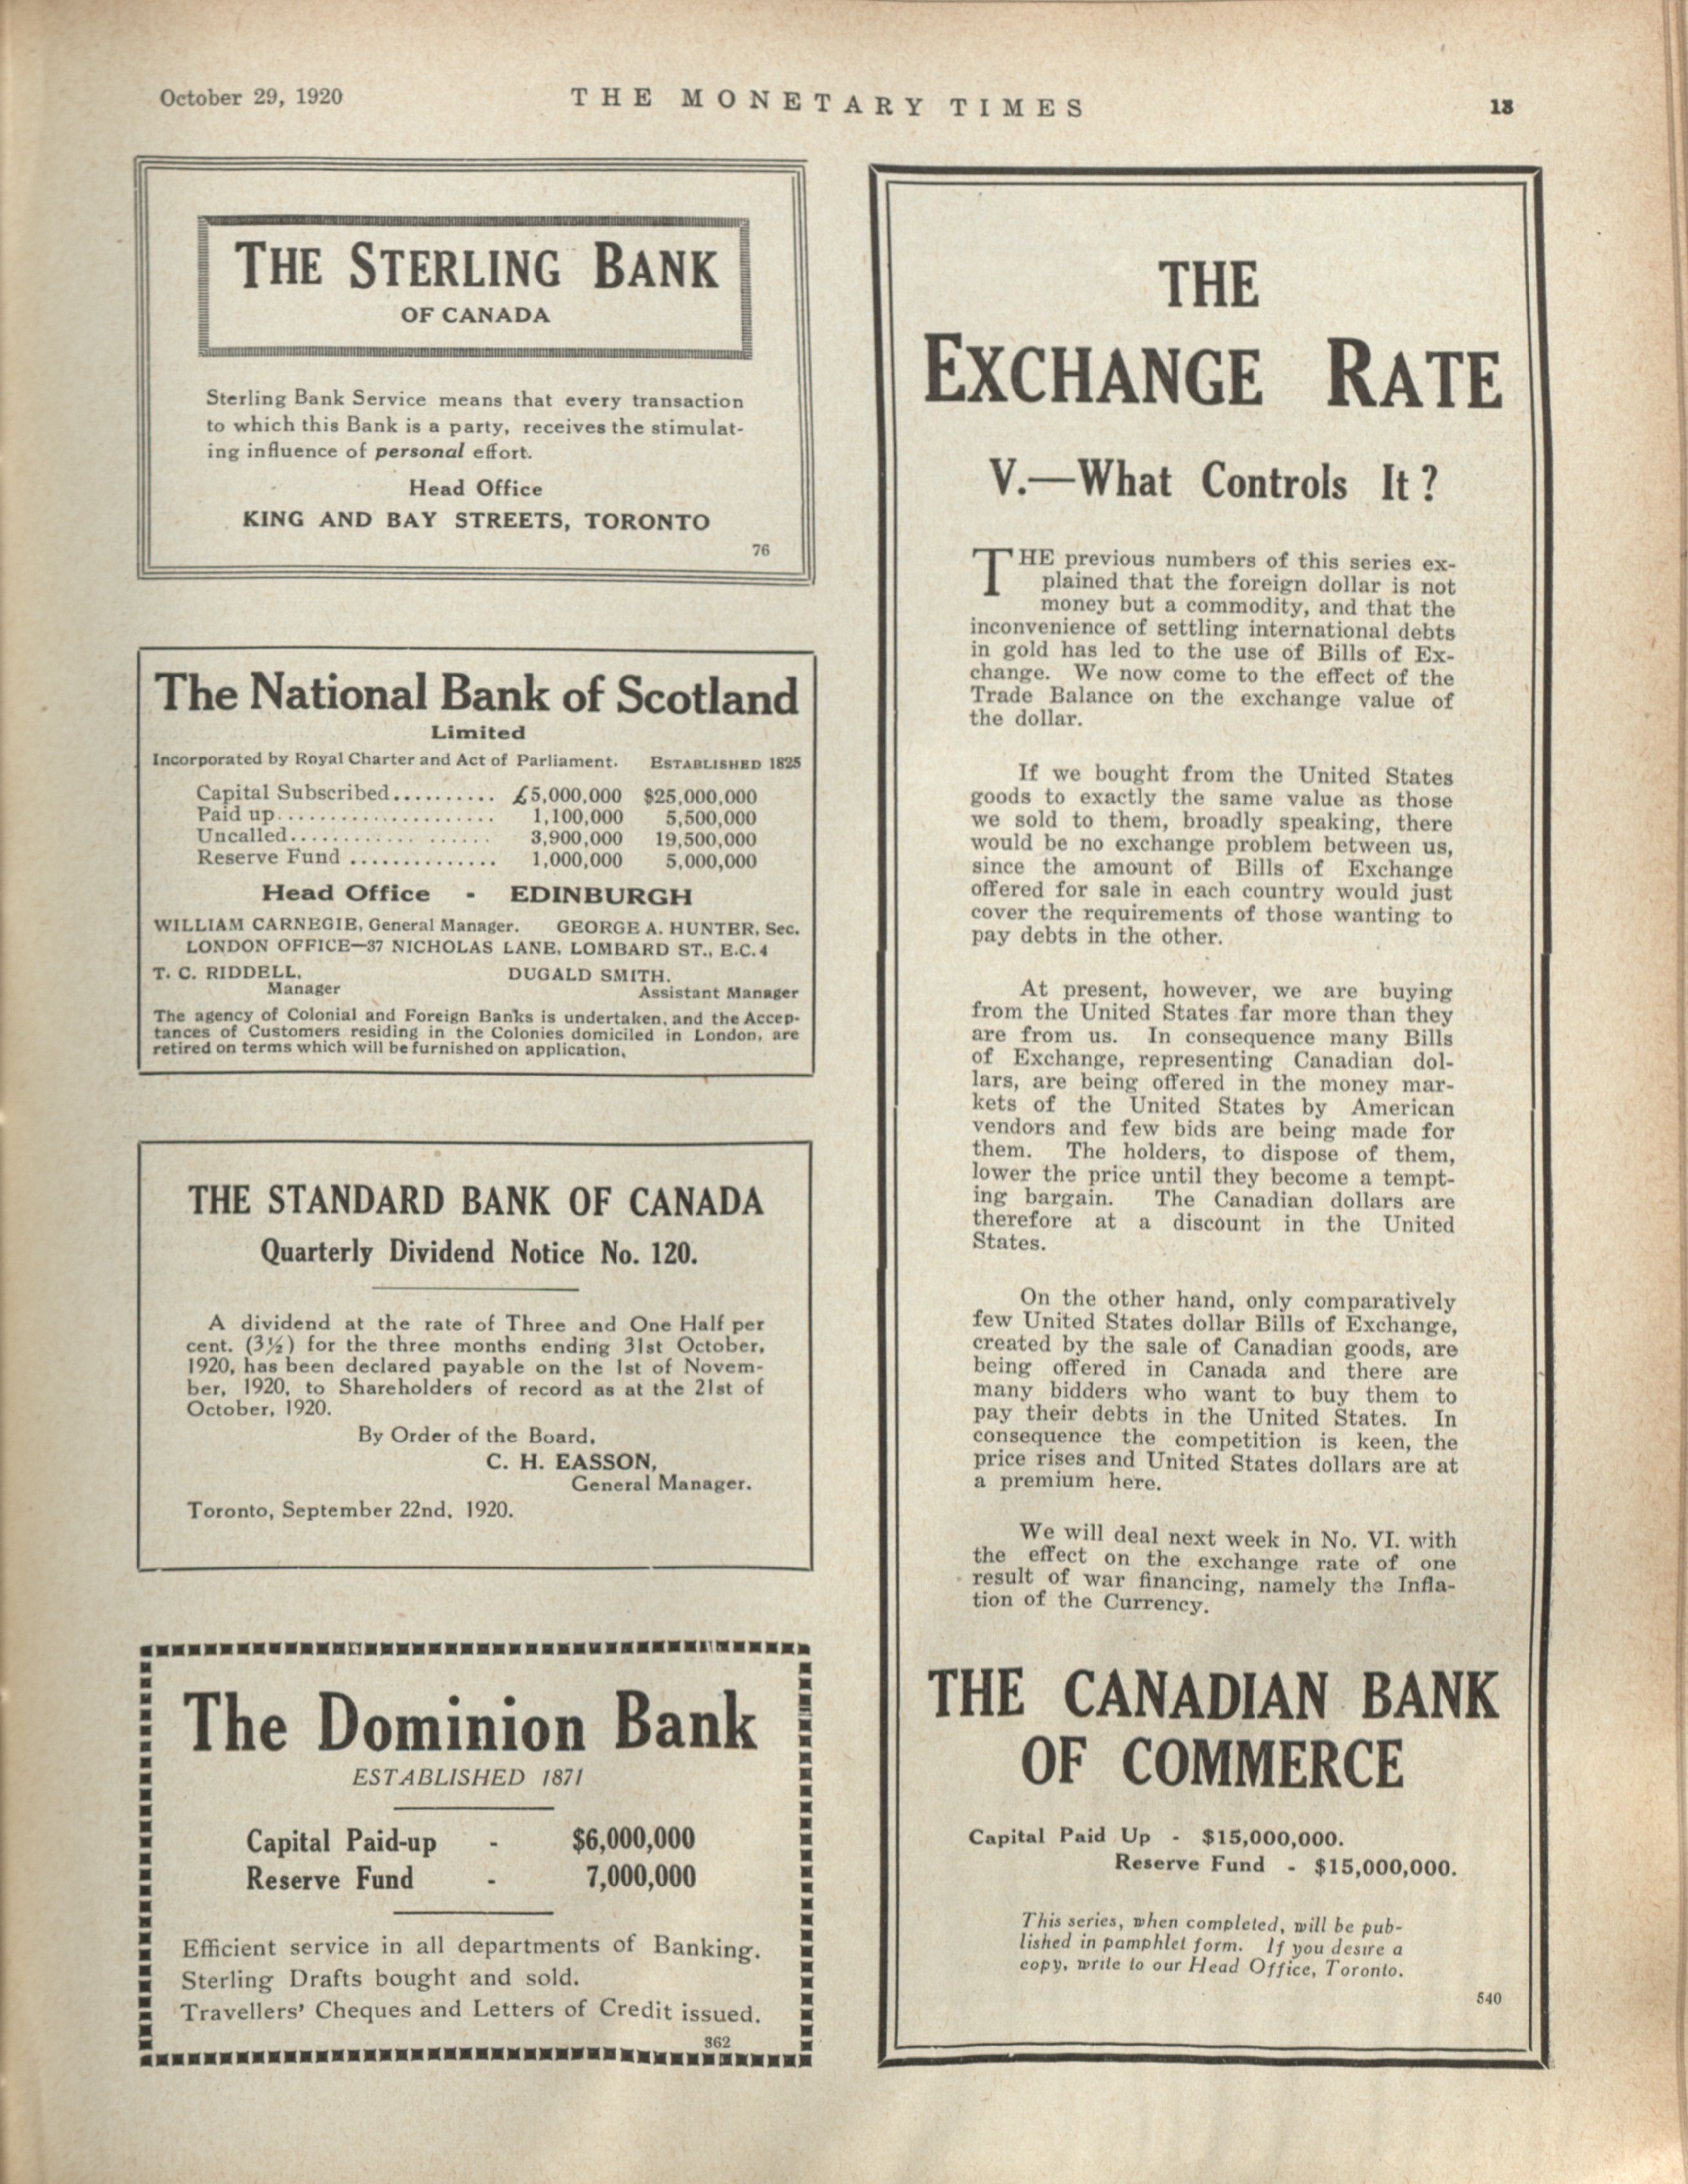 October 29, 1920
THE MONETARY TIMES
13
THE STERLING BANK
OF CANADA
Sterling Bank Service means that every transaction
to which this Bank is a party, receives the stimulat-
ing influence of personal effort.
Head Office
KING AND BAY STREETS, TORONTO
76
The National Bank of Scotland
Limited
Incorporated by Royal Charter and Act of Parliament. ESTABLISHED 1825
Capital Subscribed.......... £5,000,000 $25,000,000
Paid up..................... 1,100,000 5,500,000
Uncalled.................... 3,900,000 19,500,000
Reserve Fund .............. 1,000,000 5,000,000
Head Office - EDINBURGH
WILLIAM CARNEGIE, General Manager. GEORGE A. HUNTER, Sec.
LONDON OFFICE—37 NICHOLAS LANE, LOMBARD ST., E.C.4
T. C. RIDDELL, DUGALD SMITH.
Manager Assistant Manager
The agency of Colonial and Foreign Banks is undertaken, and the Accep-
tances of Customers residing in the Colonies domiciled in London, are
retired on terms which will be furnished on application.
THE STANDARD BANK OF CANADA
Quarterly Dividend Notice No. 120.
A dividend at the rate of Three and One Half per
cent. (3½) for the three months ending 31st October,
1920, has been declared payable on the 1st of Novem-
ber, 1920, to Shareholders of record as at the 21st of
October, 1920.
By Order of the Board,
C. H. EASSON,
General Manager.
Toronto, September 22nd, 1920.
The Dominion Bank
ESTABLISHED 1871
Capital Paid-up - $6,000,000
Reserve Fund - 7,000,000
Efficient service in all departments of Banking.
Sterling Drafts bought and sold.
Travellers' Cheques and Letters of Credit issued.
362
THE
EXCHANGE RATE
V.—What Controls It?
THE previous numbers of this series ex-
plained that the foreign dollar is not
money but a commodity, and that the
inconvenience of settling international debts
in gold has led to the use of Bills of Ex-
change. We now come to the effect of the
Trade Balance on the exchange value of
the dollar.
If we bought from the United States
goods to exactly the same value as those
we sold to them, broadly speaking, there
would be no exchange problem between us,
since the amount of Bills of Exchange
offered for sale in each country would just
cover the requirements of those wanting to
pay debts in the other.
At present, however, we are buying
from the United States far more than they
are from us. In consequence many Bills
of Exchange, representing Canadian dol-
lars, are being offered in the money mar-
kets of the United States by American
vendors and few bids are being made for
them. The holders, to dispose of them,
lower the price until they become a tempt-
ing bargain. The Canadian dollars are
therefore at a discount in the United
States.
On the other hand, only comparatively
few United States dollar Bills of Exchange,
created by the sale of Canadian goods, are
being offered in Canada and there are
many bidders who want to buy them to
pay their debts in the United States. In
consequence the competition is keen, the
price rises and United States dollars are at
a premium here.
We will deal next week in No. VI. with
the effect on the exchange rate of one
result of war financing, namely the Infla-
tion of the Currency.
THE CANADIAN BANK
OF COMMERCE
Capital Paid Up - $15,000,000.
Reserve Fund - $15,000,000.
This series, when completed, will be pub-
lished in pamphlet form. If you desire a
copy, write to our Head Office, Toronto.
540